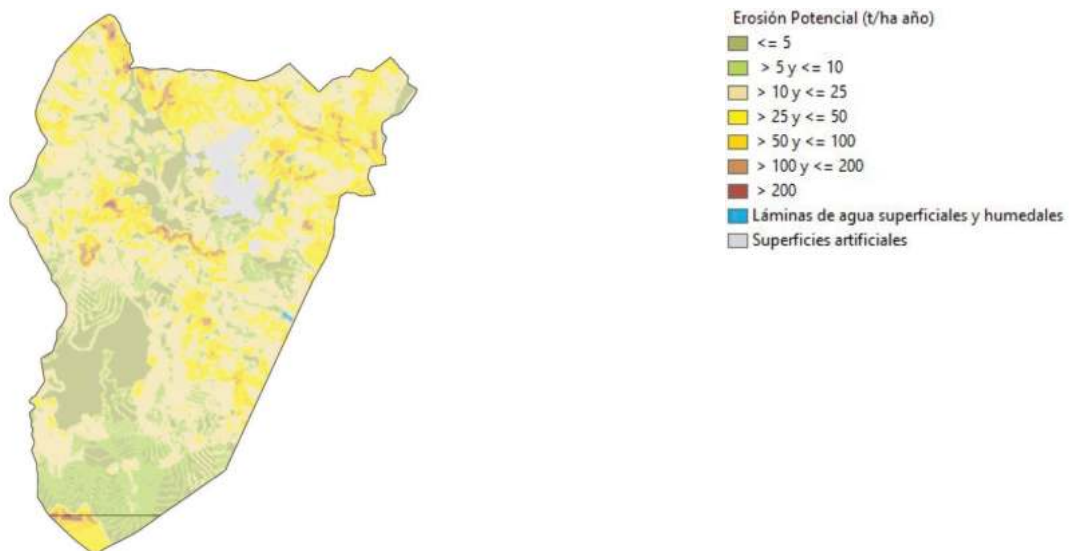 Erosión Potencial (t/ha año)
<= 5
> 5 y <= 10
> 10 y <= 25
> 25 y <= 50
> 50 y <= 100
> 100 y <= 200
> 200
Láminas de agua superficiales y humedales
Superficies artificiales